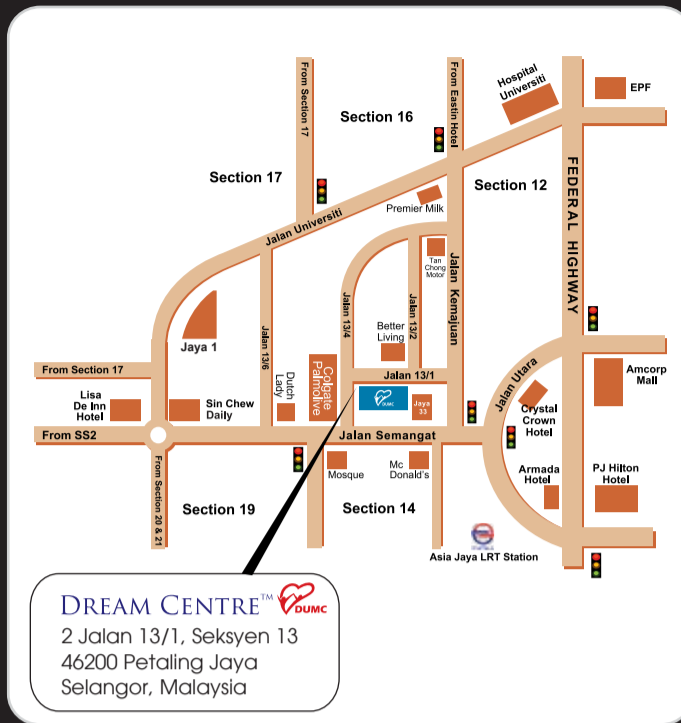 Hospital
Universiti
EPF
From Section 17
From Eastin Hotel
Section 16
FEDERAL HIGHWAY
Section 17
Section 12
Premier Milk
Jalan Universiti
Tan
Chong
Motor
Jalan Kemajuan
Jalan 13/4
Jalan 13/2
Jalan 13/6
Better
Living
Jaya 1
From Section 17
Dutch
Lady
Colgate
Palmolive
Jalan 13/1
Jalan Utara
Amcorp
Mall
Lisa
De Inn
Hotel
Sin Chew
Daily
DUMC
Jaya
33
Crystal
Crown
Hotel
From SS2
Jalan Semangat
Mosque
Mc
Donald's
Armada
Hotel
PJ Hilton
Hotel
From Section 20 & 21
Section 19
Section 14
Asia Jaya LRT Station
DREAM CENTRE™
DUMC
2 Jalan 13/1, Seksyen 13
46200 Petaling Jaya
Selangor, Malaysia